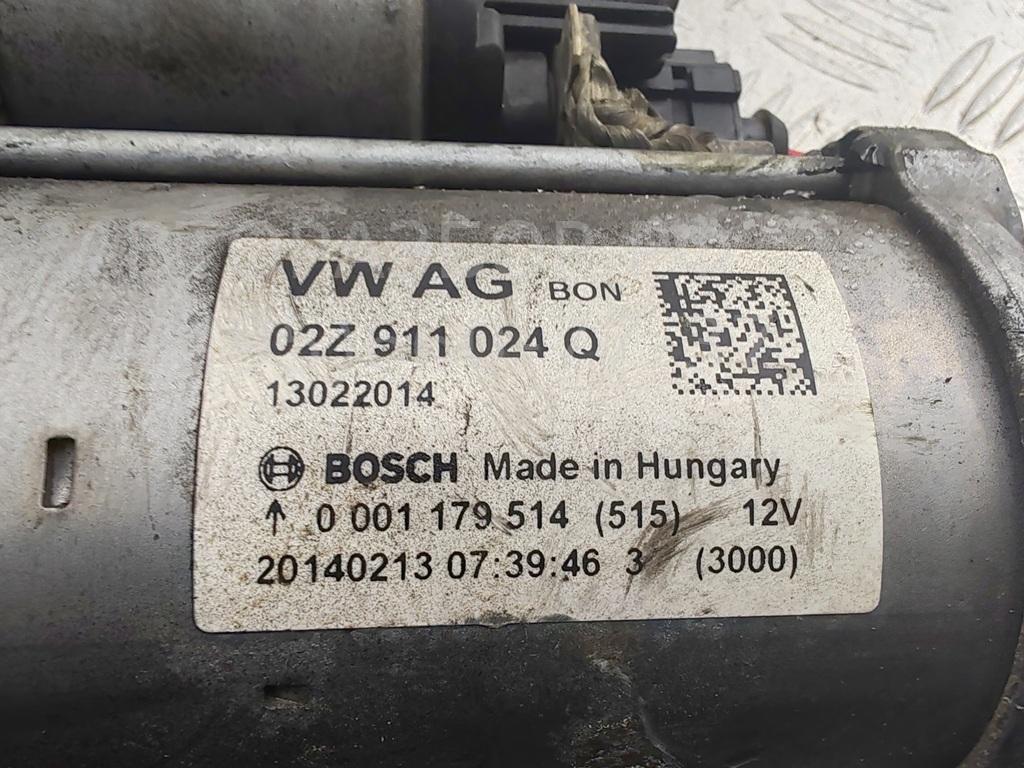 VW AG BON
02Z 911 024 Q
13022014
BOSCH Made in Hungary
↑ 0 001 179 514 (515) 12V
20140213 07:39:46 3 (3000)